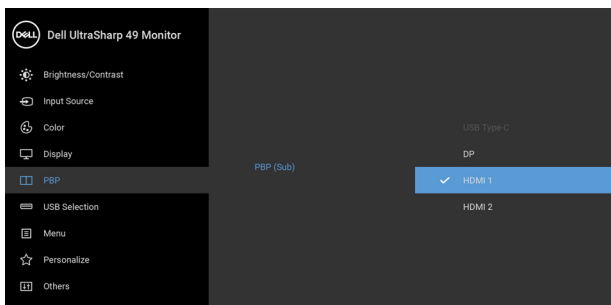 DELL Dell UltraSharp 49 Monitor
Brightness/Contrast
Input Source
Color
Display
PBP
USB Selection
Menu
Personalize
Others
PBP (Sub)
USB Type-C
DP
HDMI 1
HDMI 2